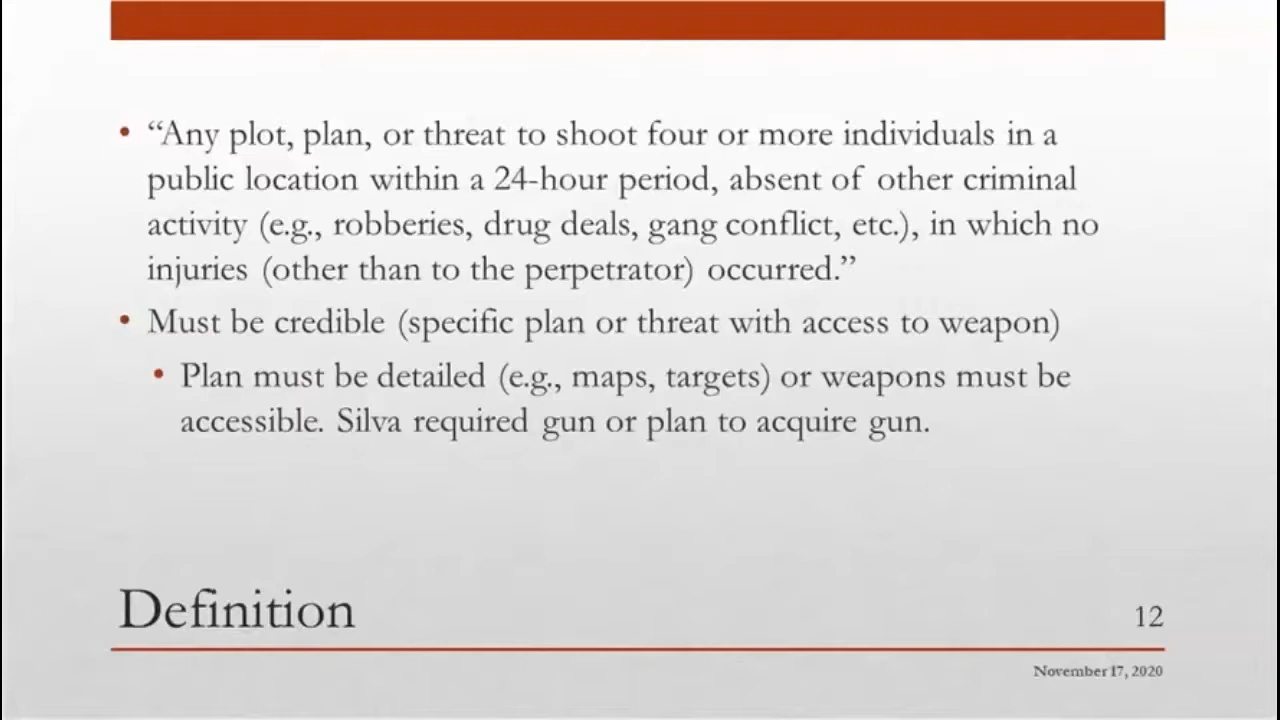 • “Any plot, plan, or threat to shoot four or more individuals in a
public location within a 24-hour period, absent of other criminal
activity (e.g., robberies, drug deals, gang conflict, etc.), in which no
injuries (other than to the perpetrator) occurred.”
• Must be credible (specific plan or threat with access to weapon)
• Plan must be detailed (e.g., maps, targets) or weapons must be
accessible. Silva required gun or plan to acquire gun.
Definition
12
November 17, 2020